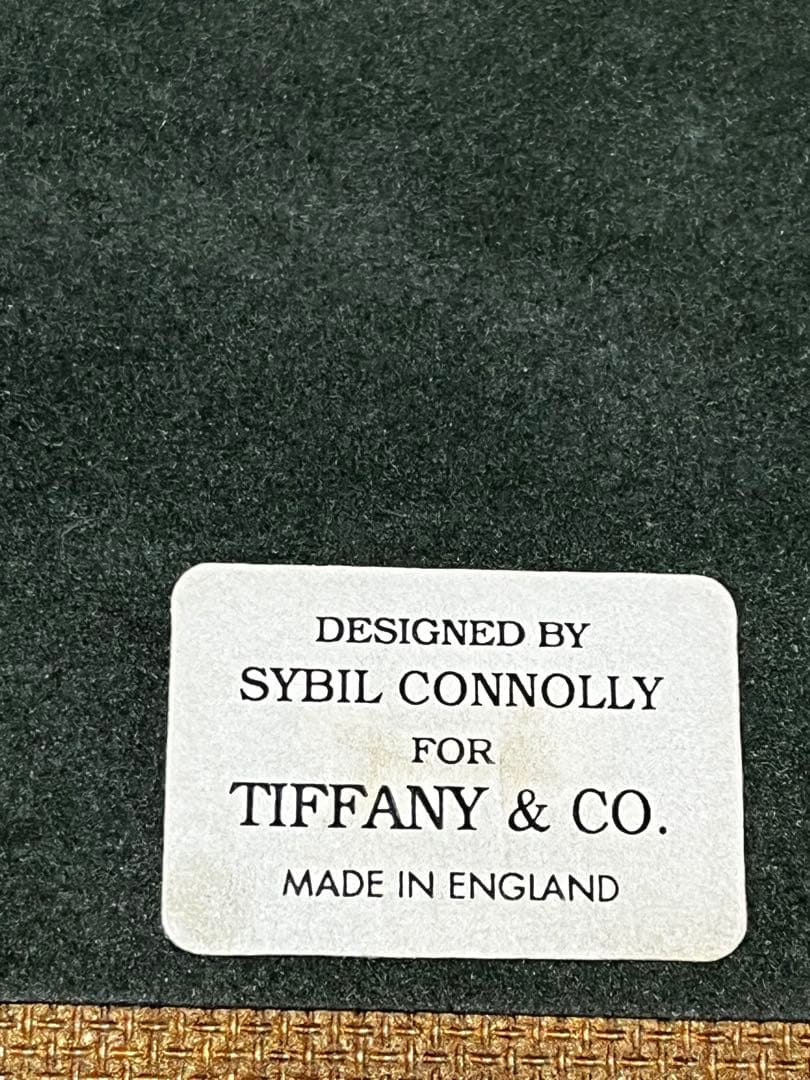 DESIGNED BY
SYBIL CONNOLLY
FOR
TIFFANY & CO.
MADE IN ENGLAND